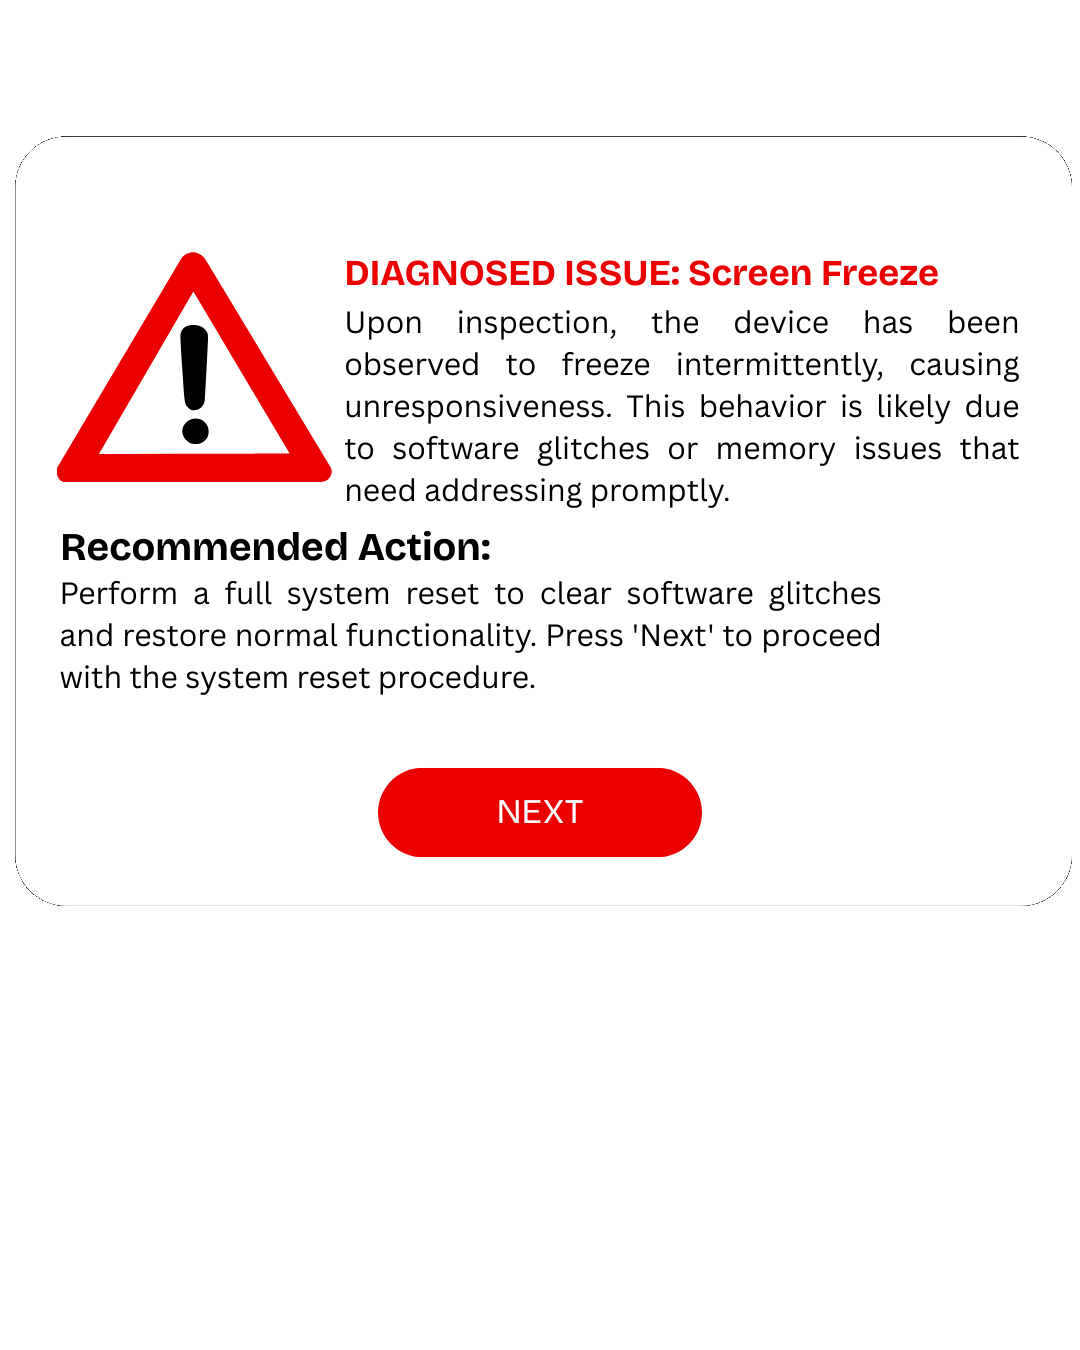 DIAGNOSED ISSUE: Screen Freeze
Upon inspection, the device has been
observed to freeze intermittently, causing
unresponsiveness. This behavior is likely due
to software glitches or memory issues that
need addressing promptly.
Recommended Action:
Perform a full system reset to clear software glitches
and restore normal functionality. Press 'Next' to proceed
with the system reset procedure.
NEXT